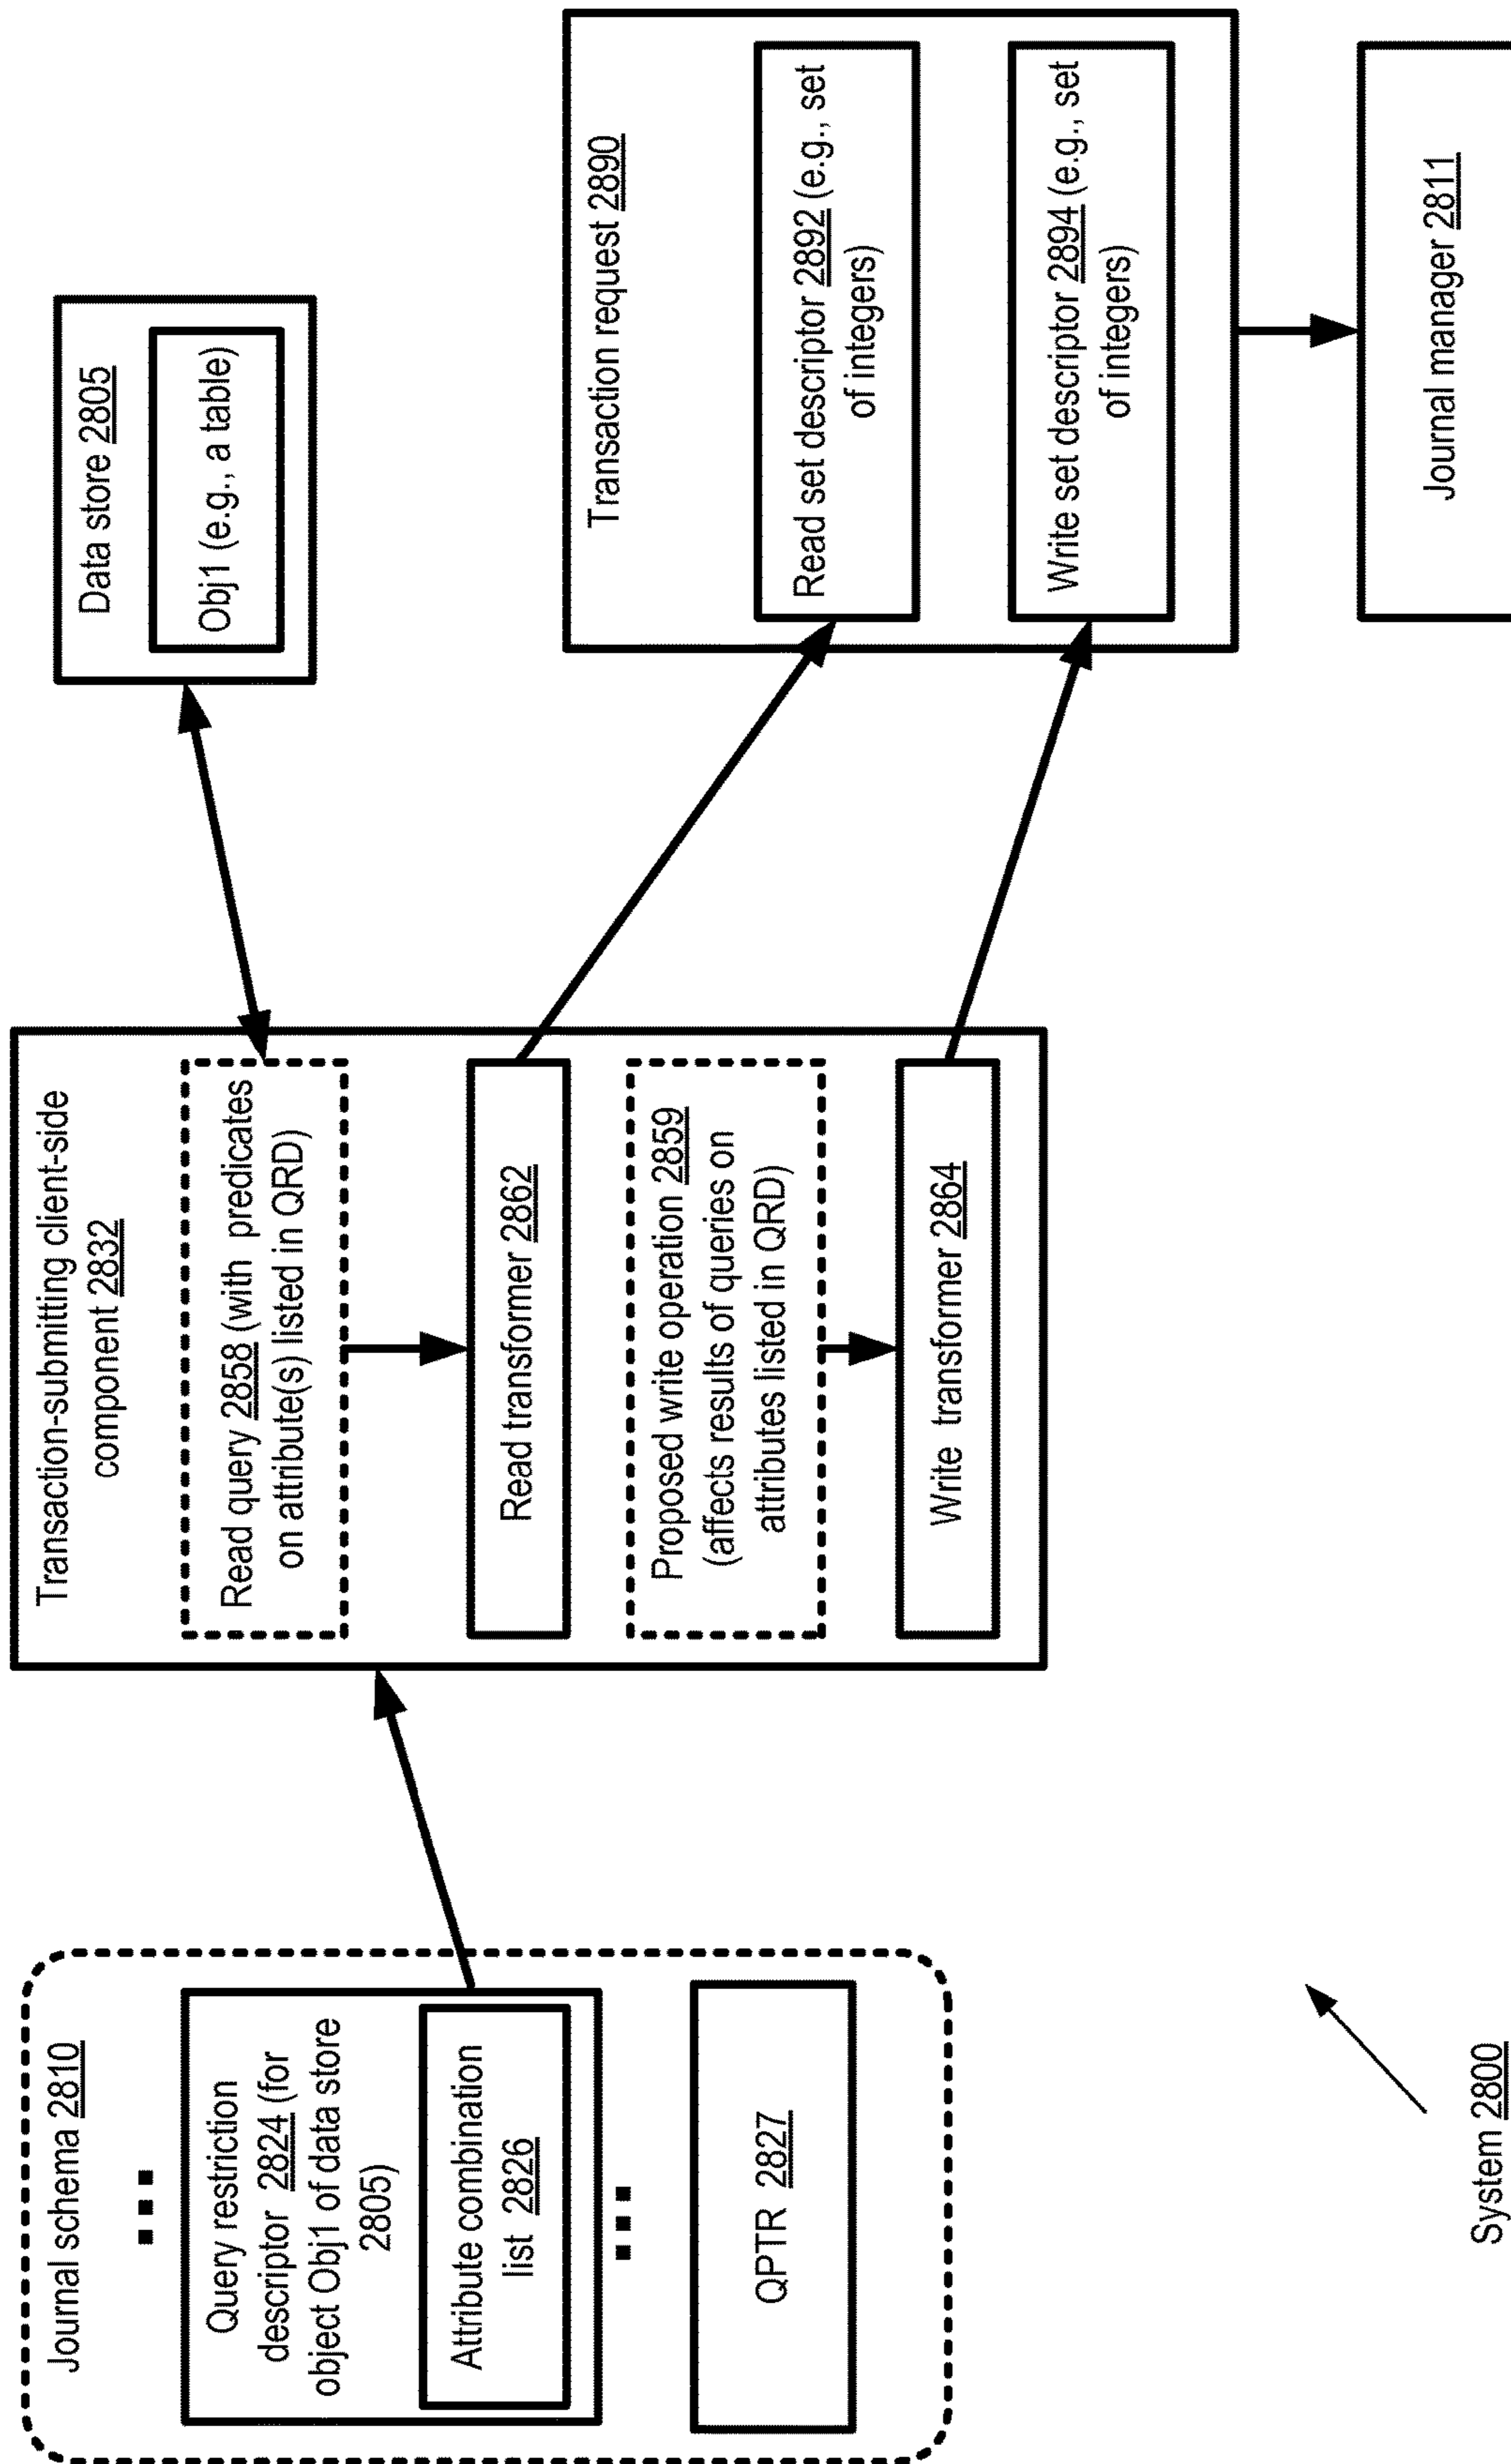 Journal schema 2810
Query restriction
descriptor 2824 (for
object Obj1 of data store
2805)
Attribute combination
list 2826
QPTR 2827
Transaction-submitting client-side
component 2832
Read query 2858 (with predicates
on attribute(s) listed in QRD)
Read transformer 2862
Proposed write operation 2859
(affects results of queries on
attributes listed in QRD)
Write transformer 2864
Data store 2805
Obj1 (e.g., a table)
Transaction request 2890
Read set descriptor 2892 (e.g., set
of integers)
Write set descriptor 2894 (e.g., set
of integers)
Journal manager 2811
System 2800